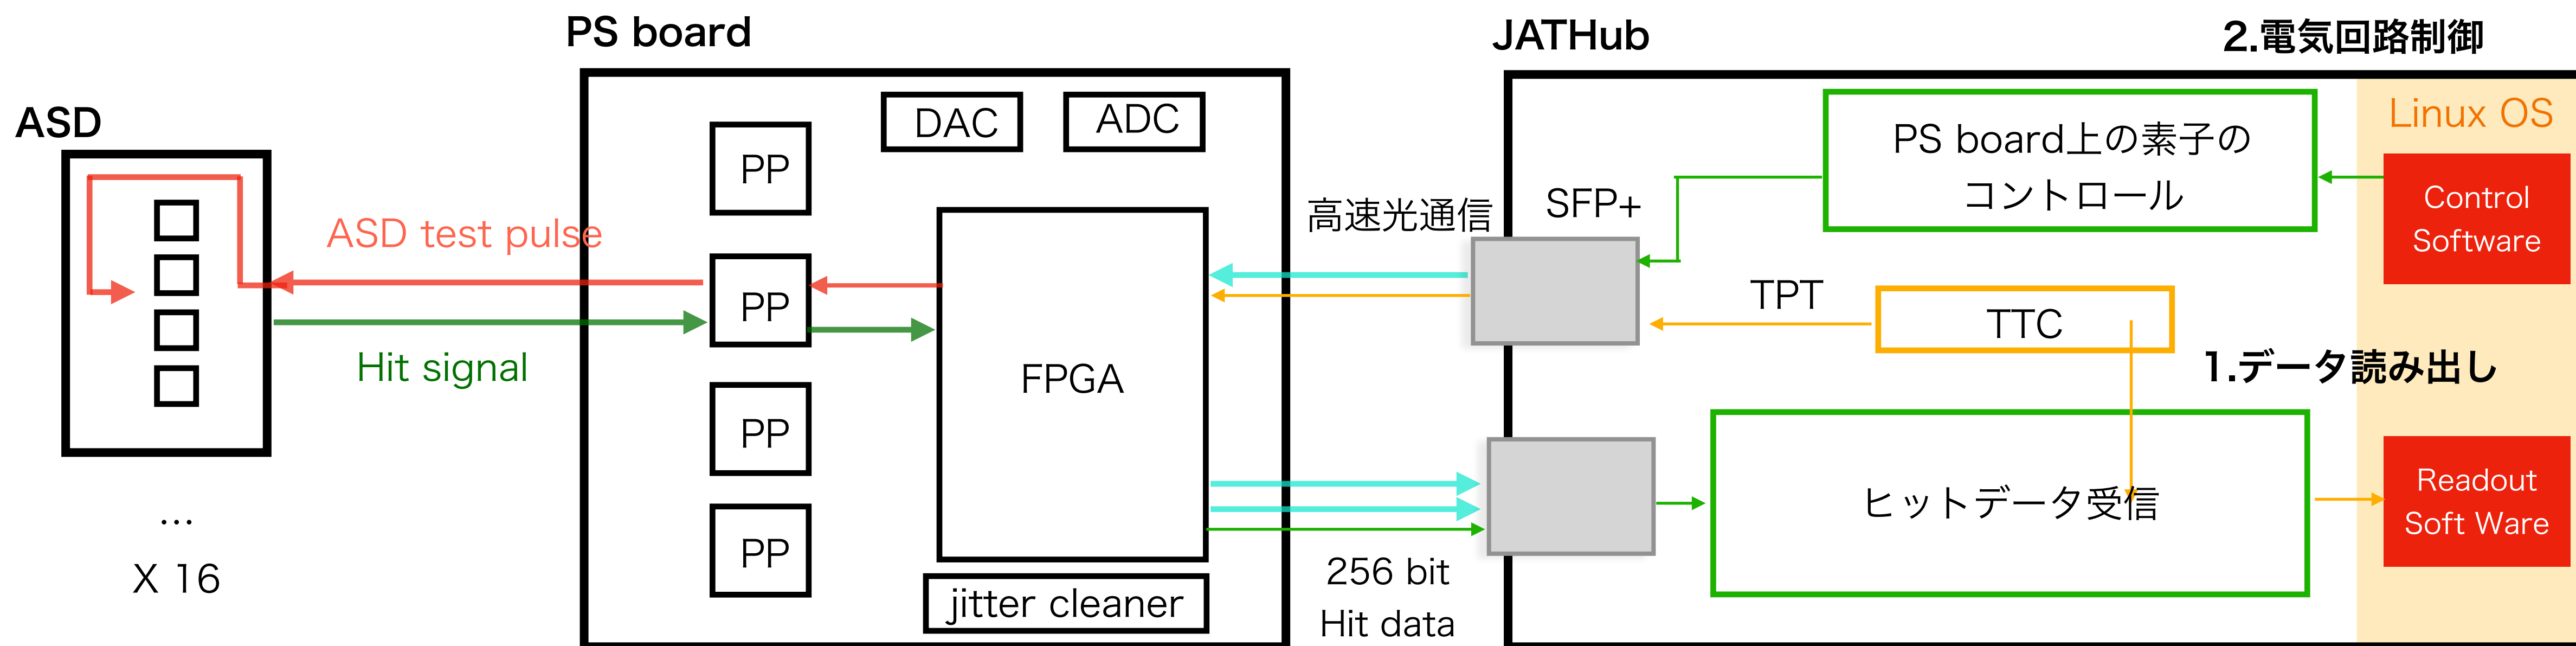 ASD
ASD test pulse
Hit signal
...
X 16
PS board
DAC
ADC
PP
PP
PP
PP
FPGA
jitter cleaner
高速光通信
256 bit
Hit data
JATHub
SFP+
2.電気回路制御
PS board上の素子の
コントロール
Linux OS
Control
Software
TPT
TTC
1.データ読み出し
ヒットデータ受信
Readout
Soft Ware